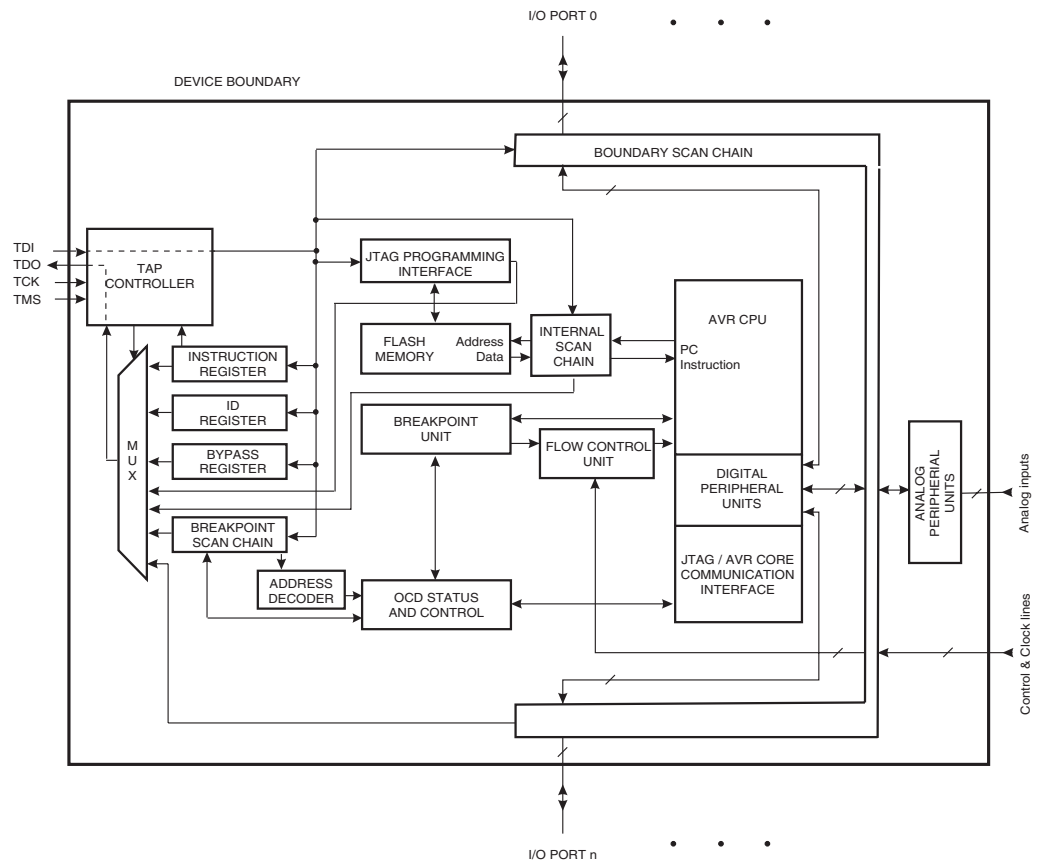 I/O PORT 0
DEVICE BOUNDARY
BOUNDARY SCAN CHAIN
TDI
TDO
TCK
TMS
TAP
CONTROLLER
JTAG PROGRAMMING
INTERFACE
AVR CPU
FLASH
MEMORY
Address
Data
INTERNAL
SCAN
CHAIN
PC
Instruction
INSTRUCTION
REGISTER
ID
REGISTER
M
U
X
BREAKPOINT
UNIT
FLOW CONTROL
UNIT
BYPASS
REGISTER
DIGITAL
PERIPHERAL
UNITS
ANALOG
PERIPHERIAL
UNITS
Analog inputs
BREAKPOINT
SCAN CHAIN
ADDRESS
DECODER
OCD STATUS
AND CONTROL
JTAG / AVR CORE
COMMUNICATION
INTERFACE
Control & Clock lines
I/O PORT n